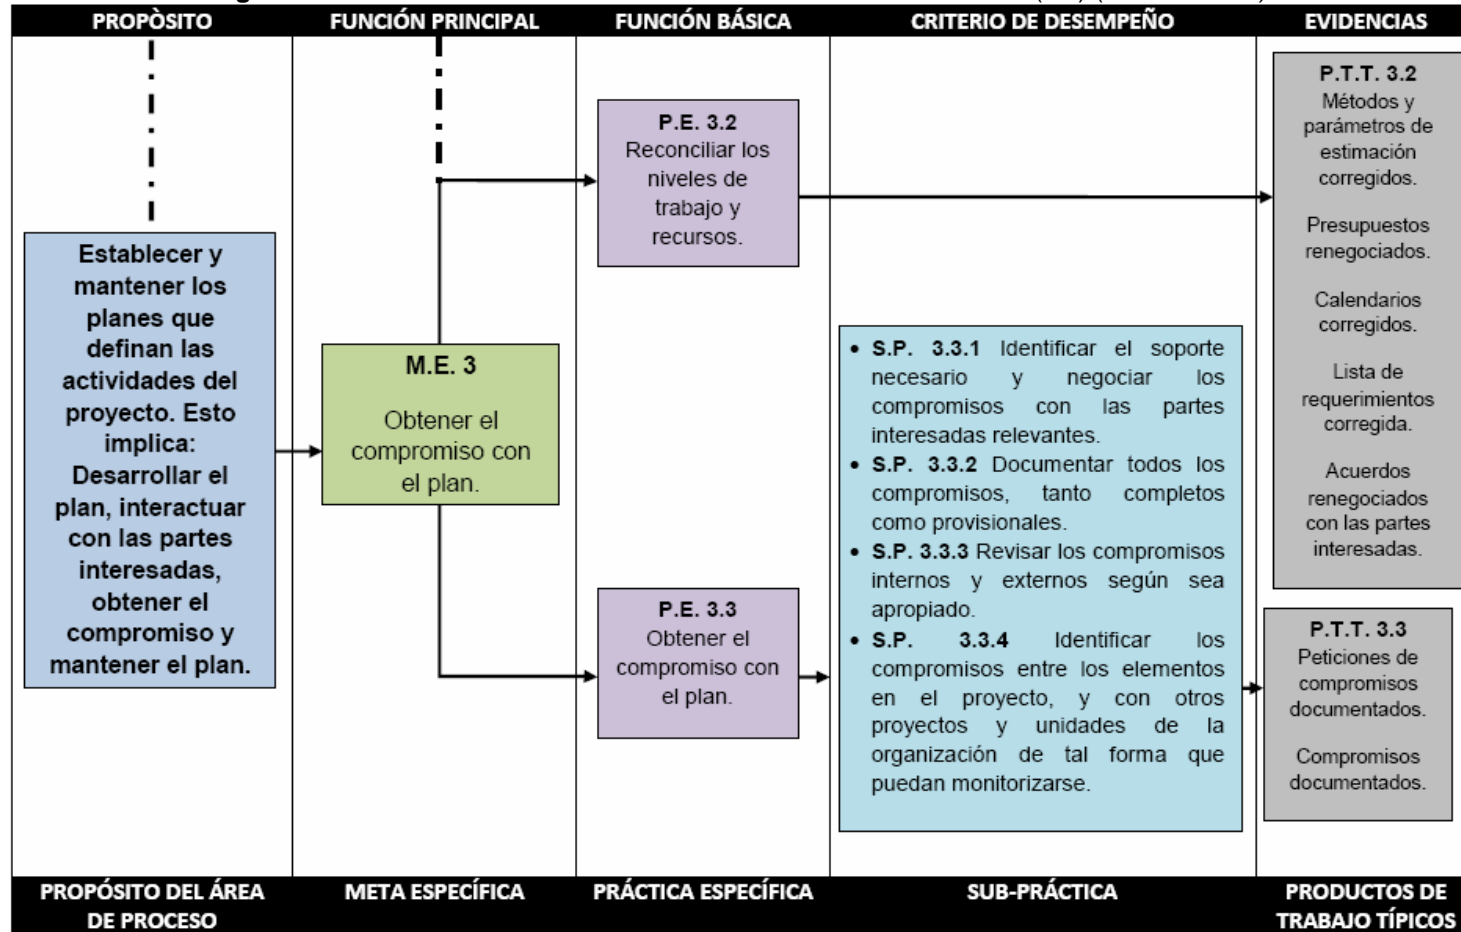 PROPÒSITO
FUNCIÓN PRINCIPAL
FUNCIÓN BÁSICA
CRITERIO DE DESEMPEÑO
EVIDENCIAS
Establecer y
mantener los
planes que
definan las
actividades del
proyecto. Esto
implica:
Desarrollar el
plan, interactuar
con las partes
interesadas,
obtener el
compromiso y
mantener el plan.
M.E. 3
Obtener el
compromiso con
el plan.
P.E. 3.2
Reconciliar los
niveles de
trabajo y
recursos.
P.E. 3.3
Obtener el
compromiso con
el plan.
• S.P. 3.3.1 Identificar el soporte
necesario y negociar los
compromisos con las partes
interesadas relevantes.
• S.P. 3.3.2 Documentar todos los
compromisos, tanto completos
como provisionales.
• S.P. 3.3.3 Revisar los compromisos
internos y externos según sea
apropiado.
• S.P. 3.3.4 Identificar los
compromisos entre los elementos
en el proyecto, y con otros
proyectos y unidades de la
organización de tal forma que
puedan monitorizarse.
P.T.T. 3.2
Métodos y
parámetros de
estimación
corregidos.
Presupuestos
renegociados.
Calendarios
corregidos.
Lista de
requerimientos
corregida.
Acuerdos
renegociados
con las partes
interesadas.
P.T.T. 3.3
Peticiones de
compromisos
documentados.
Compromisos
documentados.
PROPÓSITO DEL ÁREA
DE PROCESO
META ESPECÍFICA
PRÁCTICA ESPECÍFICA
SUB-PRÁCTICA
PRODUCTOS DE
TRABAJO TÍPICOS